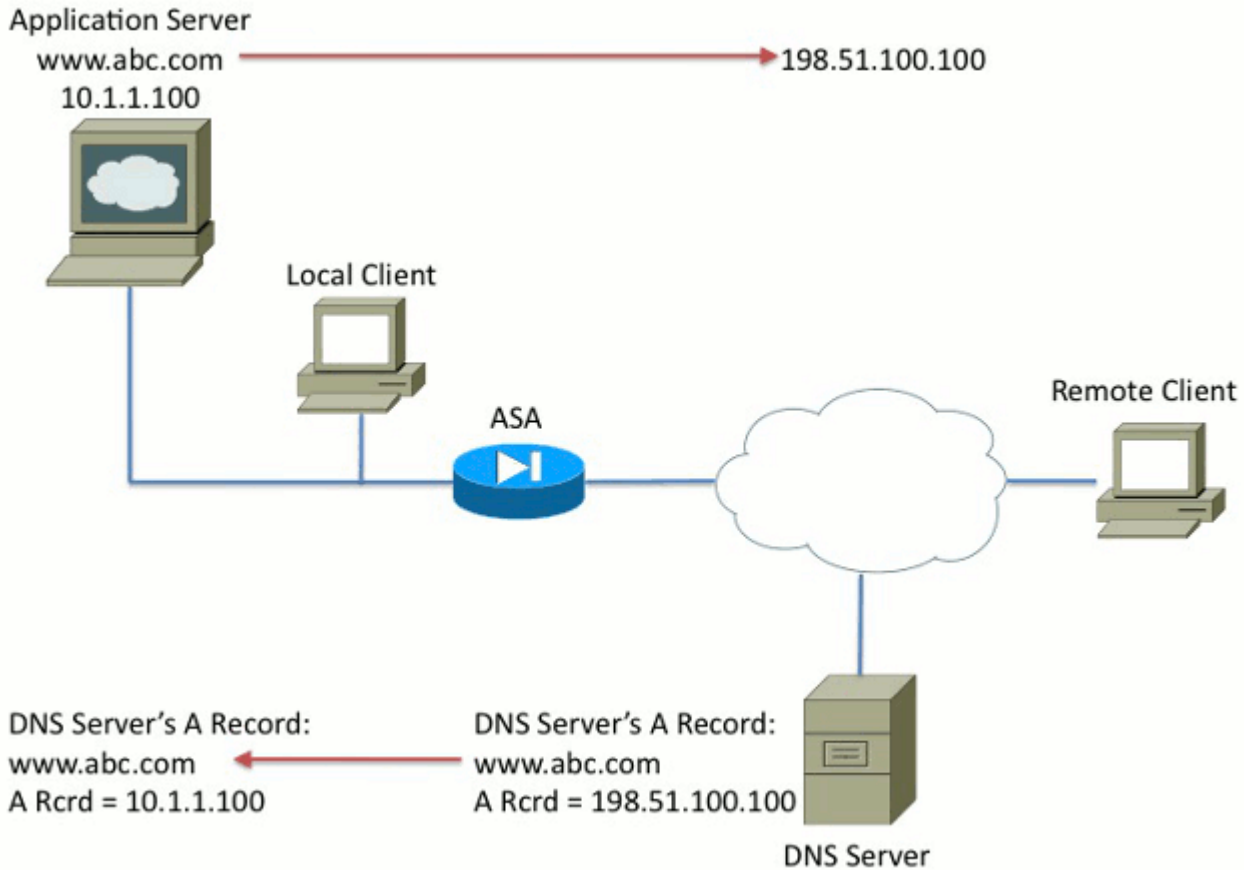 Application Server
www.abc.com
198.51.100.100
10.1.1.100
Local Client
ASA
Remote Client
DNS Server’s A Record:
www.abc.com
A Rcrd = 10.1.1.100
DNS Server’s A Record:
www.abc.com
A Rcrd = 198.51.100.100
DNS Server